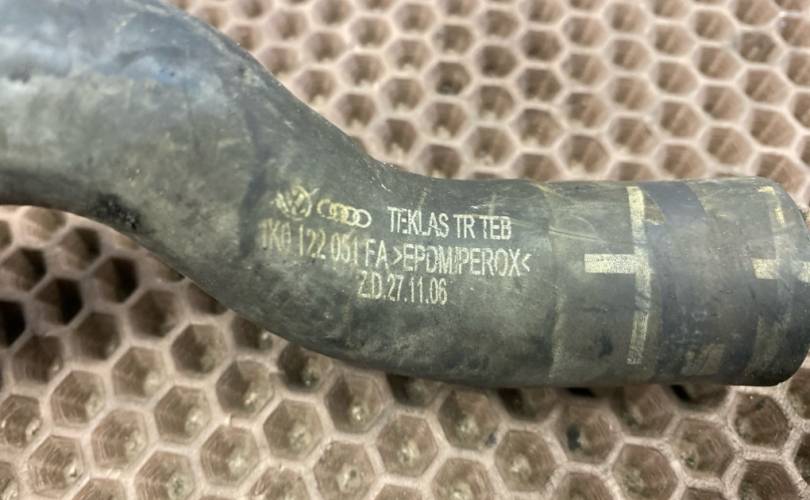 TEKLAS TR TEB
1K0 122 051 FA >EPDM/PEROX<
Z.D.27.11.06